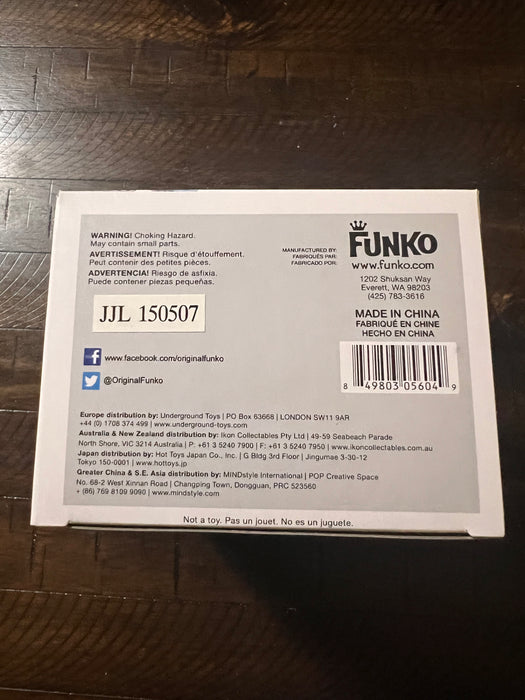 WARNING! Choking Hazard.
May contain small parts.
AVERTISSEMENT! Risque d'étouffement.
Peut contenir des petites pièces.
ADVERTENCIA! Riesgo de asfixia.
Puede contener piezas pequeñas.
JJL 150507
www.facebook.com/originalfunko
@OriginalFunko
MANUFACTURED BY:
FABRIQUÉS PAR:
FABRICADO POR:
FUNKO
www.funko.com
1202 Shuksan Way
Everett, WA 98203
(425) 783-3616
MADE IN CHINA
FABRIQUÉ EN CHINE
HECHO EN CHINA
8 49803 05604 9
Europe distribution by: Underground Toys | PO Box 63668 | LONDON SW11 9AR
+44 (0) 1708 374 499 | www.underground-toys.com
Australia & New Zealand distribution by: Ikon Collectables Pty Ltd | 49-59 Seabeach Parade
North Shore, VIC 3214 Australia | P: +61 3 5240 7900 | F: +61 3 5240 7950 | www.ikoncollectables.com.au
Japan distribution by: Hot Toys Japan Co., Inc. | G Bldg 3rd Floor | Jingumae 3-30-12
Tokyo 150-0001 | www.hottoys.jp
Greater China & S.E. Asia distribution by: MINDstyle International | POP Creative Space
No. 68-2 West Xinnan Road | Changping Town, Dongguan, PRC 523560
+ (86) 769 8109 9090 | www.mindstyle.com
Not a toy. Pas un jouet. No es un juguete.